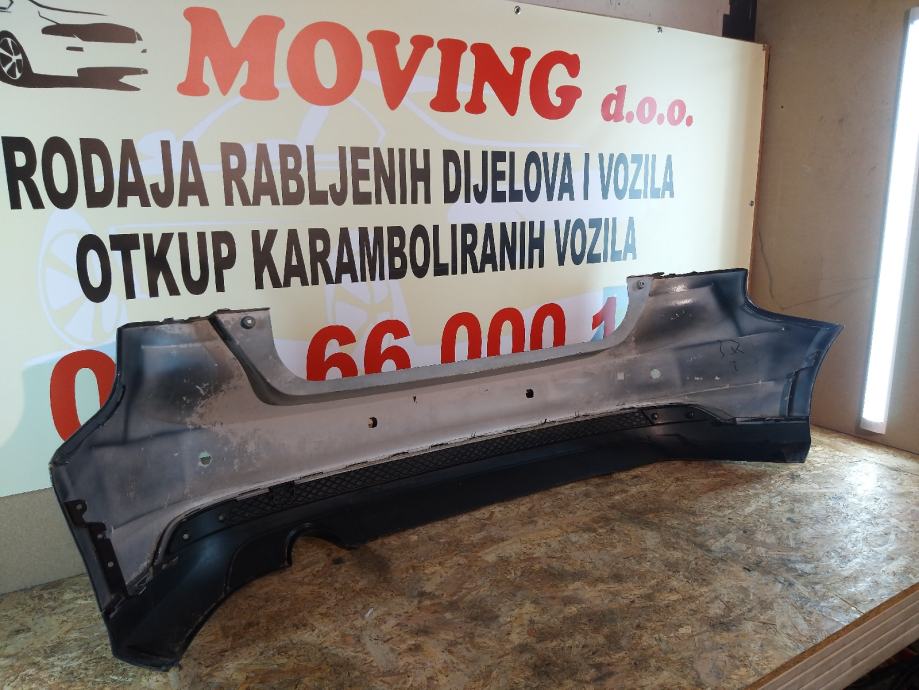 MOVING d.o.o.
RODAJA RABLJENIH DIJELOVA I VOZILA
OTKUP KARAMBOLIRANIH VOZILA
66 000 1